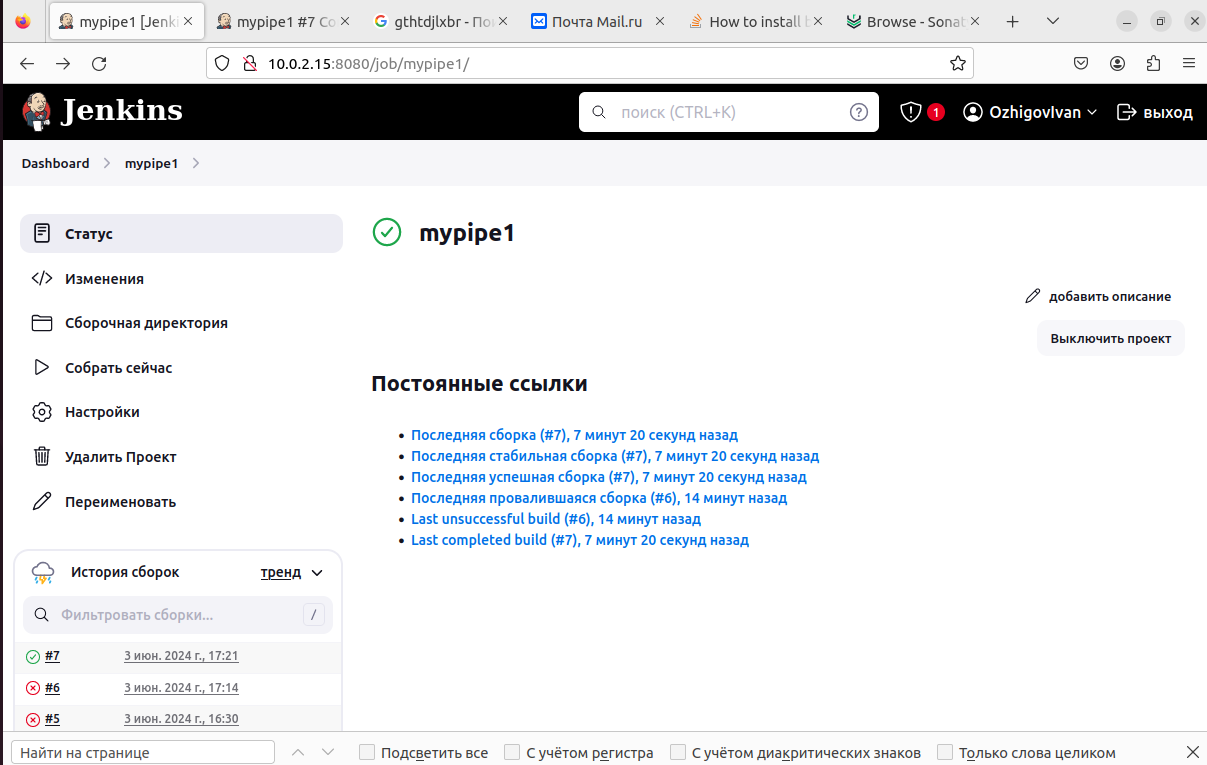 mypipe1 [Jenki
mypipe1 #7 Co
gthtdjlxbr - По
Почта Mail.ru
How to install b
Browse - Sonat
10.0.2.15:8080/job/mypipe1/
Jenkins
поиск (CTRL+K)
1
OzhigovIvan
выход
Dashboard
mypipe1
Статус
mypipe1
Изменения
добавить описание
Сборочная директория
Выключить проект
Собрать сейчас
Постоянные ссылки
Настройки
Последняя сборка (#7), 7 минут 20 секунд назад
Удалить Проект
Последняя стабильная сборка (#7), 7 минут 20 секунд назад
Последняя успешная сборка (#7), 7 минут 20 секунд назад
Переименовать
Последняя провалившаяся сборка (#6), 14 минут назад
Last unsuccessful build (#6), 14 минут назад
Last completed build (#7), 7 минут 20 секунд назад
История сборок
тренд
Фильтровать сборки...
/
#7 3 июн. 2024 г., 17:21
#6 3 июн. 2024 г., 17:14
#5 3 июн. 2024 г., 16:30
Найти на странице
Подсветить все
С учётом регистра
С учётом диакритических знаков
Только слова целиком